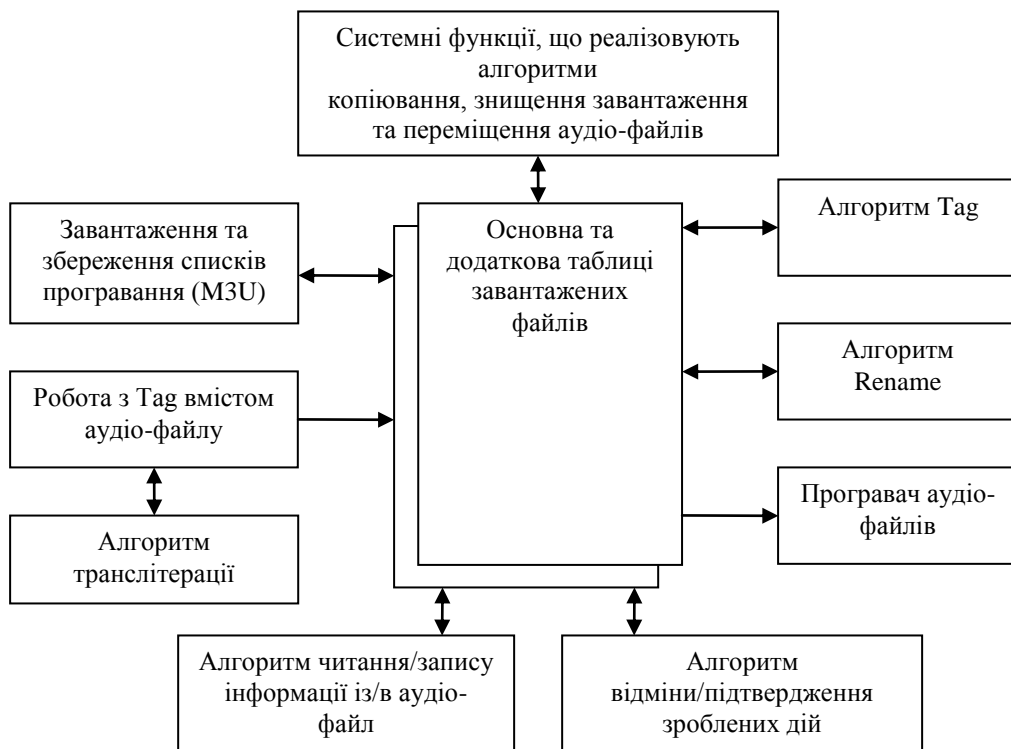 Системні функції, що реалізовують
алгоритми
копіювання, знищення завантаження
та переміщення аудіо-файлів
Завантаження та
збереження списків
програвання (M3U)
Основна та
додаткова таблиці
завантажених
файлів
Алгоритм Tag
Алгоритм
Rename
Робота з Tag вмістом
аудіо-файлу
Програвач аудіо-
файлів
Алгоритм
транслітерації
Алгоритм читання/запису
інформації із/в аудіо-
файл
Алгоритм
відміни/підтвердження
зроблених дій